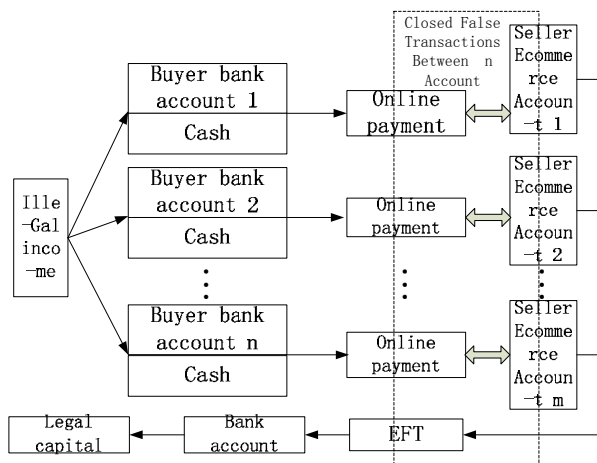 Closed False
Transactions
Between n
Account
Seller
Ecomme
rce
Accoun
-t 1
Buyer bank
account 1
Cash
Online
payment
Ille
-Gal
inco
-me
Buyer bank
account 2
Cash
Online
payment
Seller
Ecomme
rce
Accoun
-t 2
Buyer bank
account n
Cash
Online
payment
Seller
Ecomme
rce
Accoun
-t m
Legal
capital
Bank
account
EFT